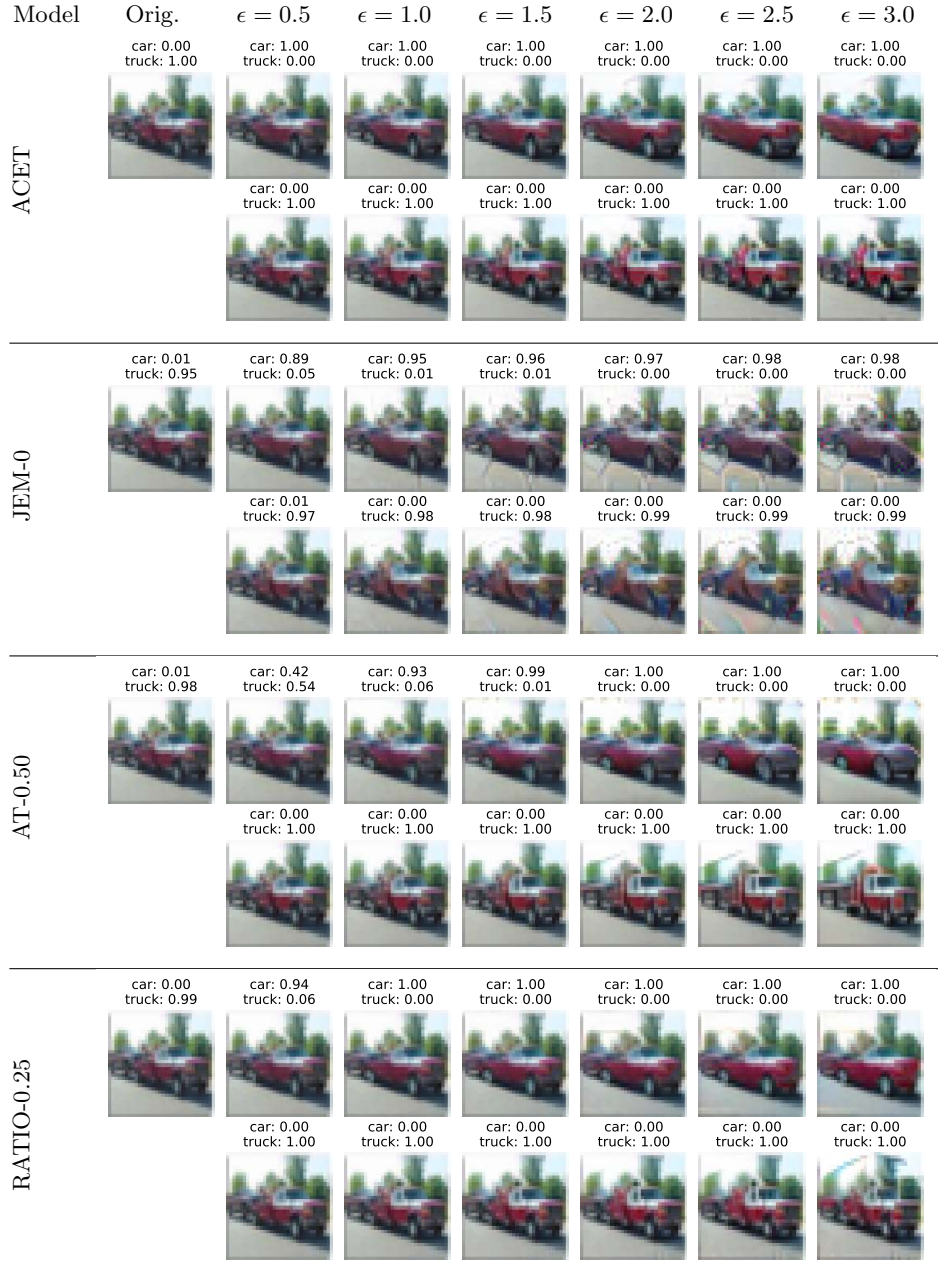 Model Orig. ϵ = 0.5 ϵ = 1.0 ϵ = 1.5 ϵ = 2.0 ϵ = 2.5 ϵ = 3.0
ACET
car: 0.00 car: 1.00 car: 1.00 car: 1.00 car: 1.00 car: 1.00 car: 1.00
truck: 1.00 truck: 0.00 truck: 0.00 truck: 0.00 truck: 0.00 truck: 0.00 truck: 0.00
car: 0.00 car: 0.00 car: 0.00 car: 0.00 car: 0.00 car: 0.00
truck: 1.00 truck: 1.00 truck: 1.00 truck: 1.00 truck: 1.00 truck: 1.00
JEM-0
car: 0.01 car: 0.89 car: 0.95 car: 0.96 car: 0.97 car: 0.98 car: 0.98
truck: 0.95 truck: 0.05 truck: 0.01 truck: 0.01 truck: 0.00 truck: 0.00 truck: 0.00
car: 0.01 car: 0.00 car: 0.00 car: 0.00 car: 0.00 car: 0.00
truck: 0.97 truck: 0.98 truck: 0.98 truck: 0.99 truck: 0.99 truck: 0.99
AT-0.50
car: 0.01 car: 0.42 car: 0.93 car: 0.99 car: 1.00 car: 1.00 car: 1.00
truck: 0.98 truck: 0.54 truck: 0.06 truck: 0.01 truck: 0.00 truck: 0.00 truck: 0.00
car: 0.00 car: 0.00 car: 0.00 car: 0.00 car: 0.00 car: 0.00
truck: 1.00 truck: 1.00 truck: 1.00 truck: 1.00 truck: 1.00 truck: 1.00
RATIO-0.25
car: 0.00 car: 0.94 car: 1.00 car: 1.00 car: 1.00 car: 1.00 car: 1.00
truck: 0.99 truck: 0.06 truck: 0.00 truck: 0.00 truck: 0.00 truck: 0.00 truck: 0.00
car: 0.00 car: 0.00 car: 0.00 car: 0.00 car: 0.00 car: 0.00
truck: 1.00 truck: 1.00 truck: 1.00 truck: 1.00 truck: 1.00 truck: 1.00